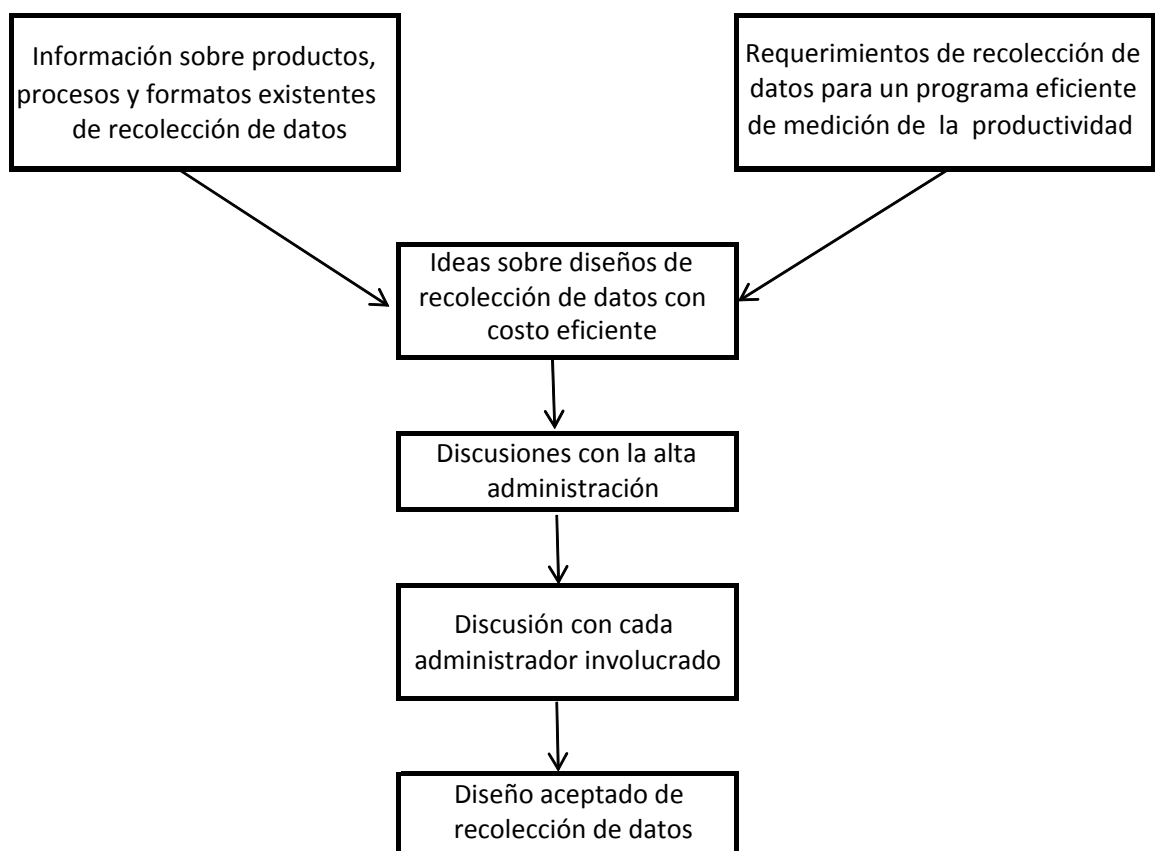 Información sobre productos,
procesos y formatos existentes
de recolección de datos
Requerimientos de recolección de
datos para un programa eficiente
de medición de la productividad
Ideas sobre diseños de
recolección de datos con
costo eficiente
Discusiones con la alta
administración
Discusión con cada
administrador involucrado
Diseño aceptado de
recolección de datos